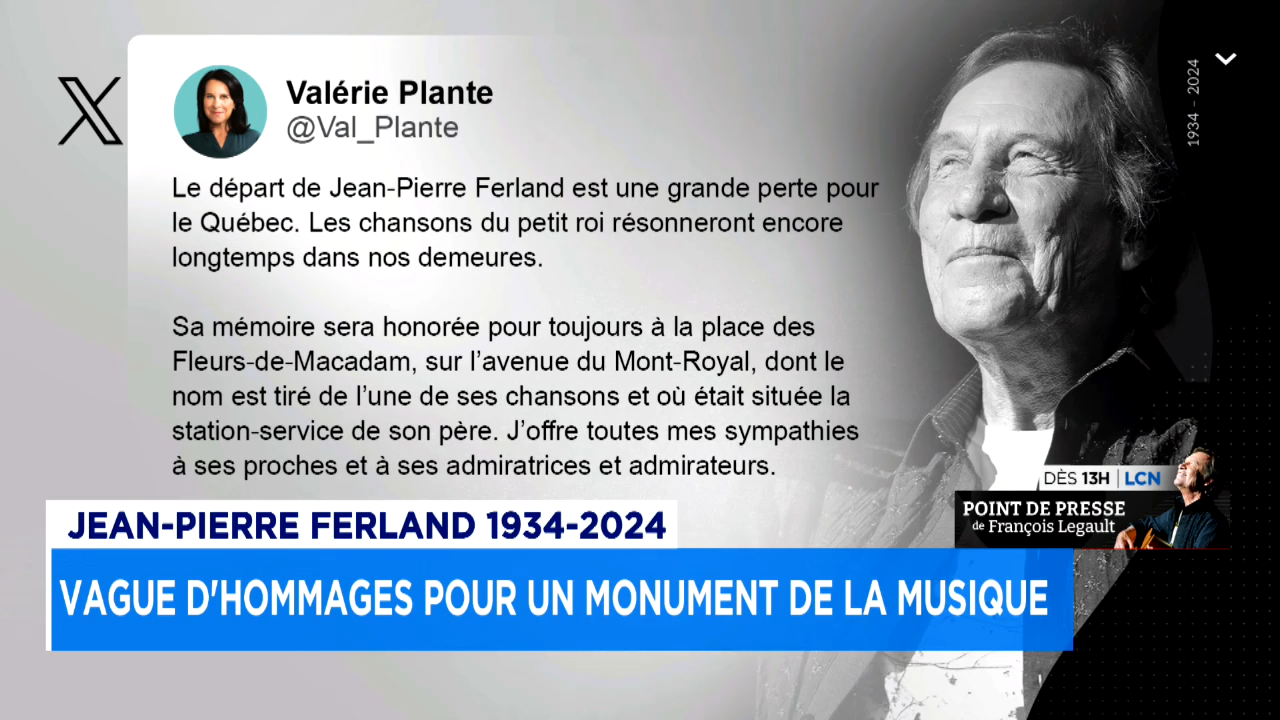 X
Valérie Plante
@Val_Plante
Le départ de Jean-Pierre Ferland est une grande perte pour
le Québec. Les chansons du petit roi résonneront encore
longtemps dans nos demeures.
Sa mémoire sera honorée pour toujours à la place des
Fleurs-de-Macadam, sur l’avenue du Mont-Royal, dont le
nom est tiré de l’une de ses chansons et où était située la
station-service de son père. J’offre toutes mes sympathies
à ses proches et à ses admiratrices et admirateurs.
1934 - 2024
DÈS 13H | LCN
POINT DE PRESSE
de François Legault
JEAN-PIERRE FERLAND 1934-2024
VAGUE D'HOMMAGES POUR UN MONUMENT DE LA MUSIQUE